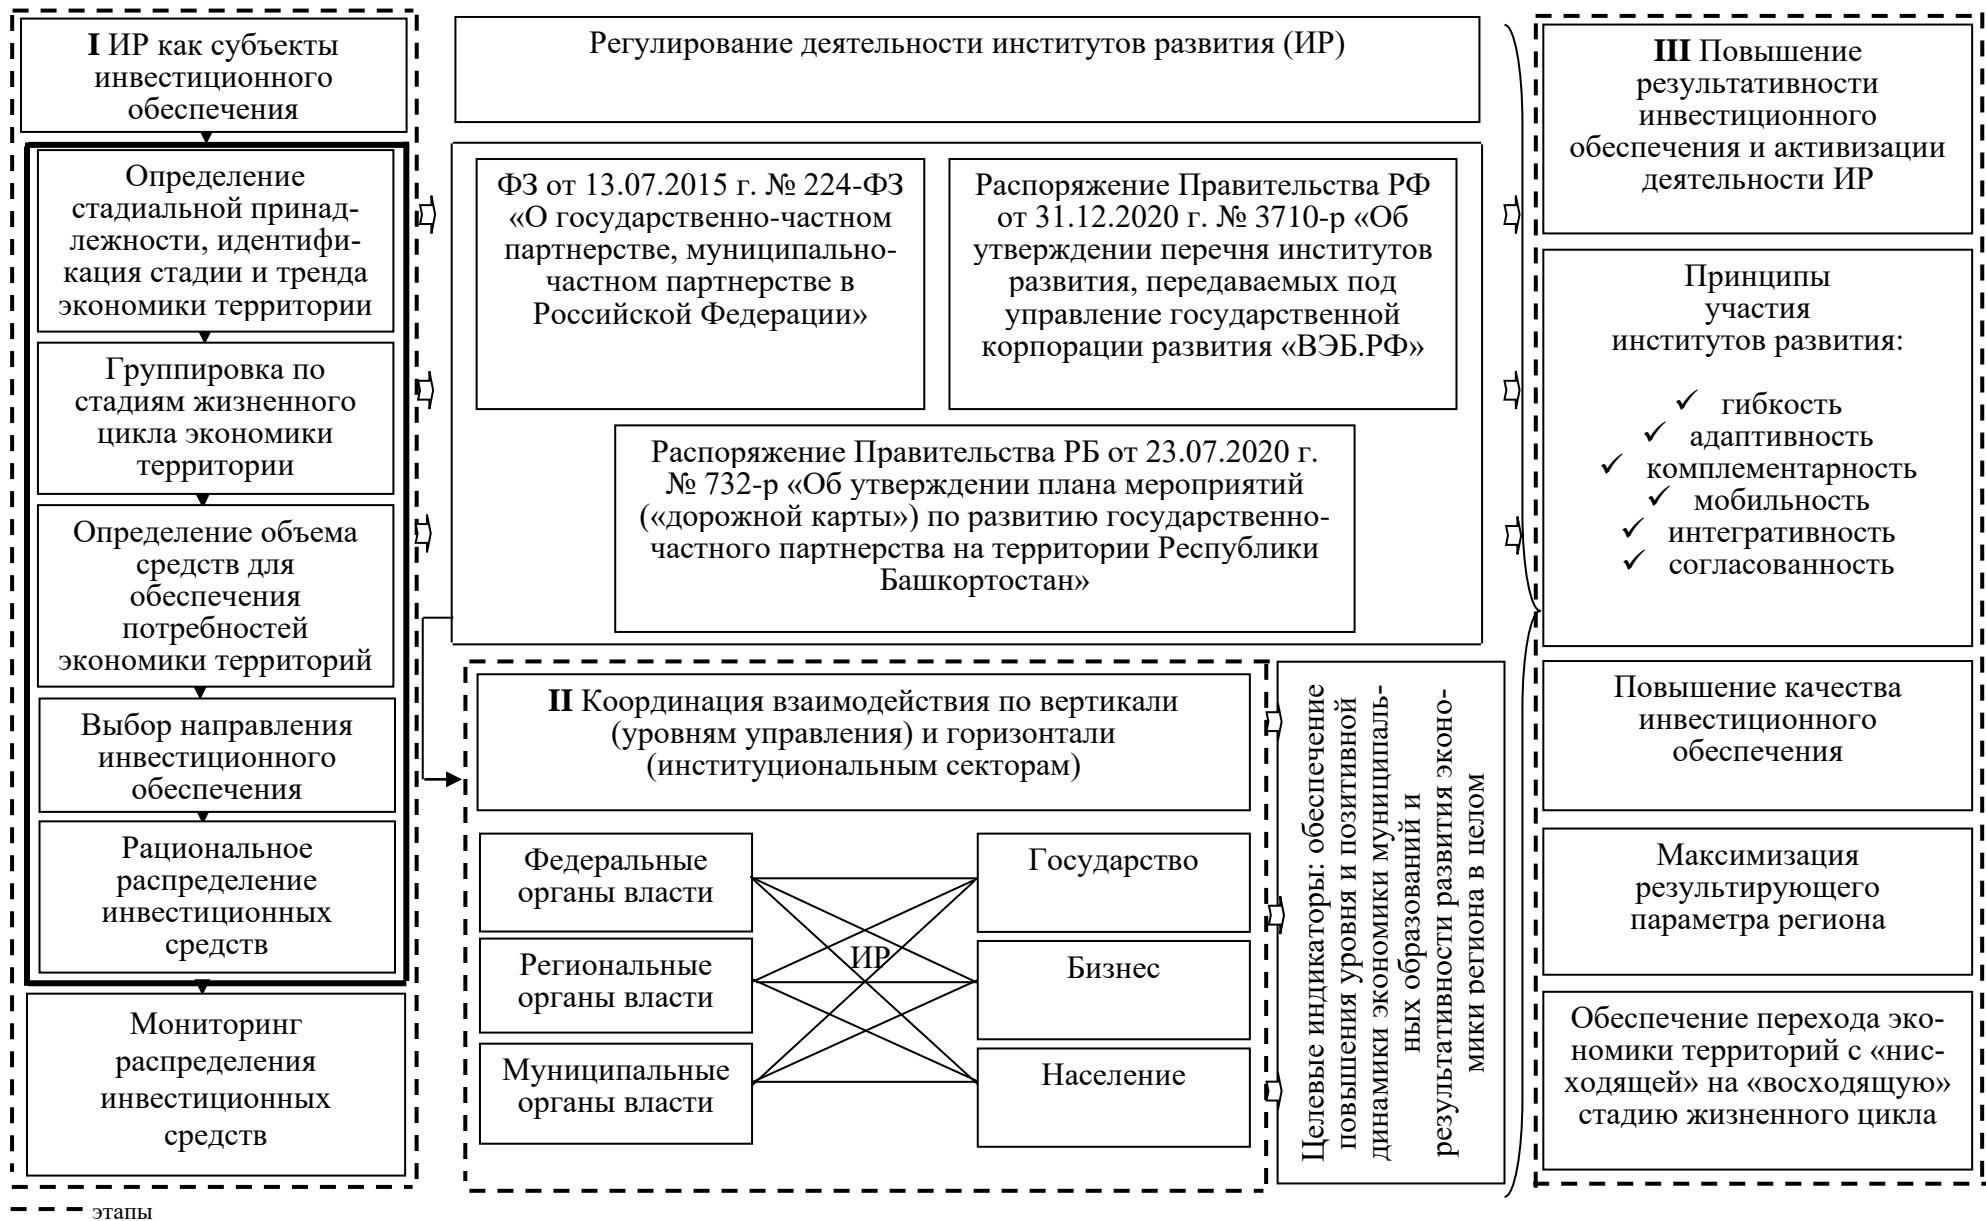 I ИР как субъекты
инвестиционного
обеспечения
Определение
стадиальной принад-
лежности, идентифи-
кация стадии и тренда
экономики территории
Группировка по
стадиям жизненного
цикла экономики
территории
Определение объема
средств для
обеспечения
потребностей
экономики территорий
Выбор направления
инвестиционного
обеспечения
Рациональное
распределение
инвестиционных
средств
Мониторинг
распределения
инвестиционных
средств
Регулирование деятельности институтов развития (ИР)
ФЗ от 13.07.2015 г. № 224-ФЗ
«О государственно-частном
партнерстве, муниципально-
частном партнерстве в
Российской Федерации»
Распоряжение Правительства РФ
от 31.12.2020 г. № 3710-р «Об
утверждении перечня институтов
развития, передаваемых под
управление государственной
корпорации развития «ВЭБ.РФ»
Распоряжение Правительства РБ от 23.07.2020 г.
№ 732-р «Об утверждении плана мероприятий
(«дорожной карты») по развитию государственно-
частного партнерства на территории Республики
Башкортостан»
II Координация взаимодействия по вертикали
(уровням управления) и горизонтали
(институциональным секторам)
Федеральные
органы власти
Региональные
органы власти
Муниципальные
органы власти
ИР
Государство
Бизнес
Население
Целевые индикаторы: обеспечение
повышения уровня и позитивной
динамики экономики муниципаль-
ных образований и
результативности развития эконо-
мики региона в целом
III Повышение
результативности
инвестиционного
обеспечения и активизации
деятельности ИР
Принципы
участия
институтов развития:
✓ гибкость
✓ адаптивность
✓ комплементарность
✓ мобильность
✓ интегративность
✓ согласованность
Повышение качества
инвестиционного
обеспечения
Максимизация
результирующего
параметра региона
Обеспечение перехода эко-
номики территорий с «нис-
ходящей» на «восходящую»
стадию жизненного цикла
этапы